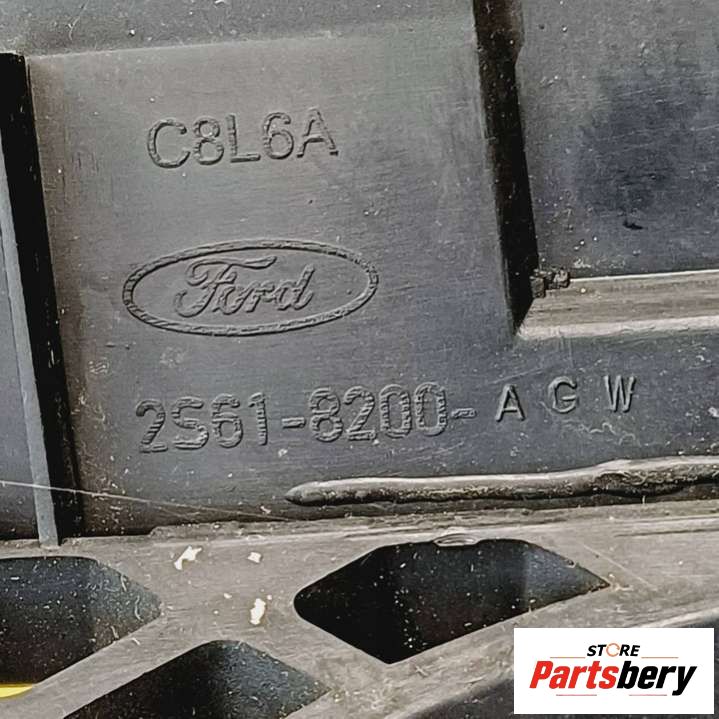 C8L6A
Ford
2S61-8200-AGW
STORE
Partsbery